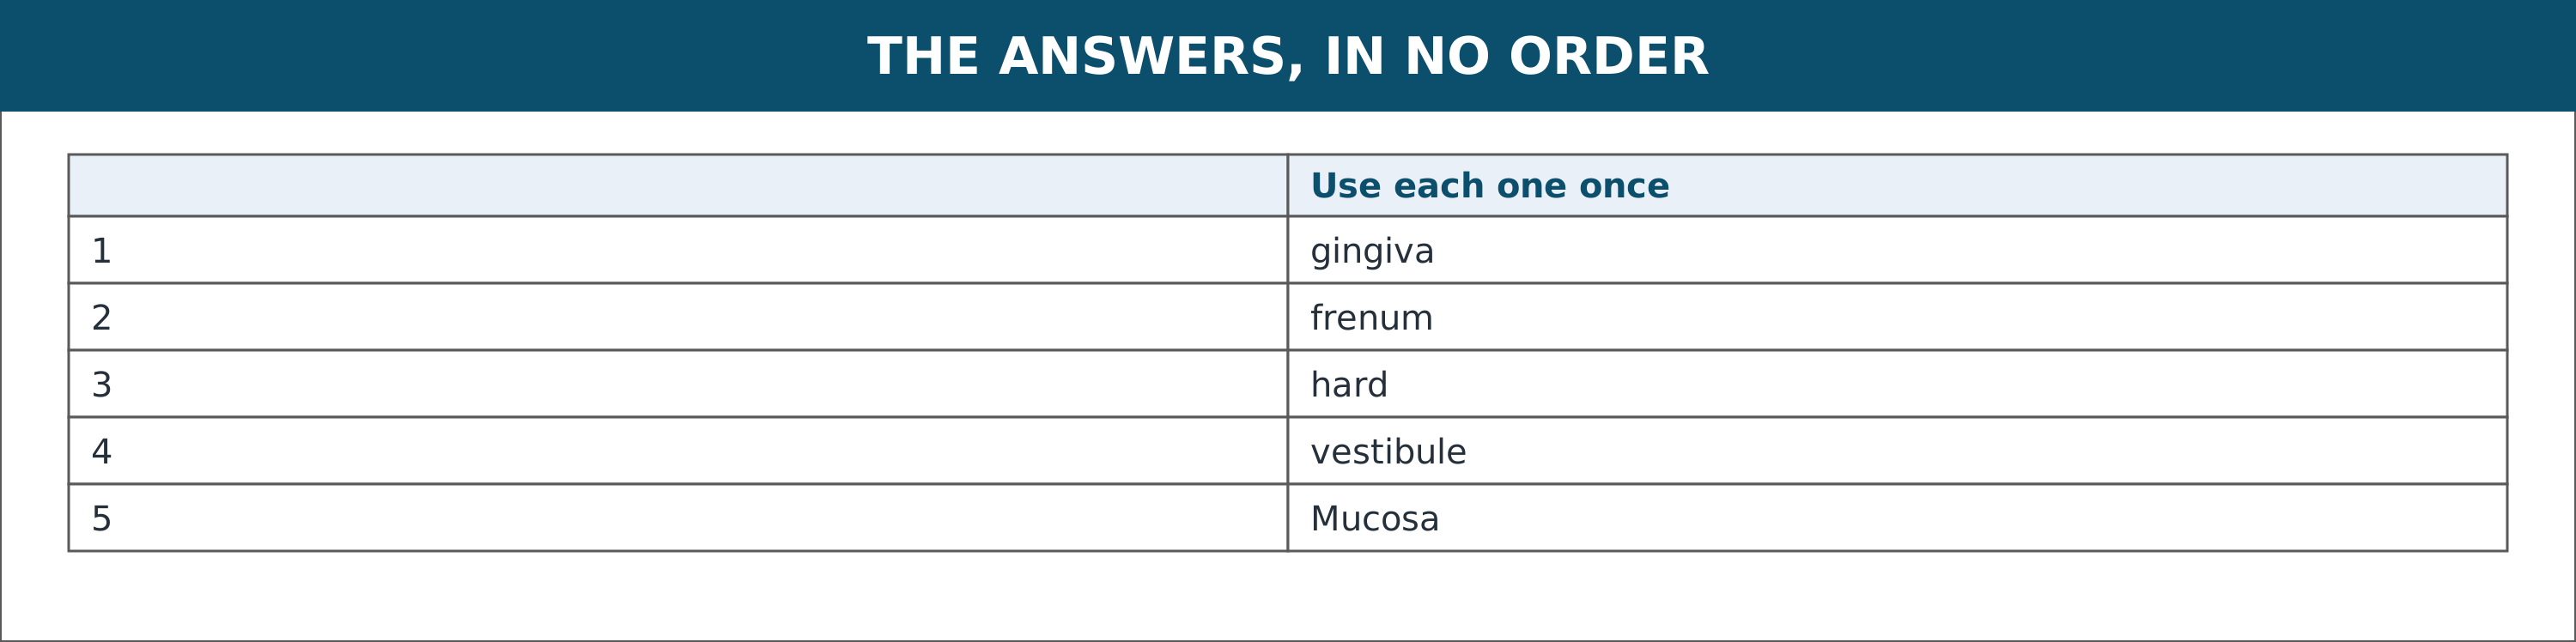 THE ANSWERS, IN NO ORDER
Use each one once
1 gingiva
2 frenum
3 hard
4 vestibule
5 Mucosa